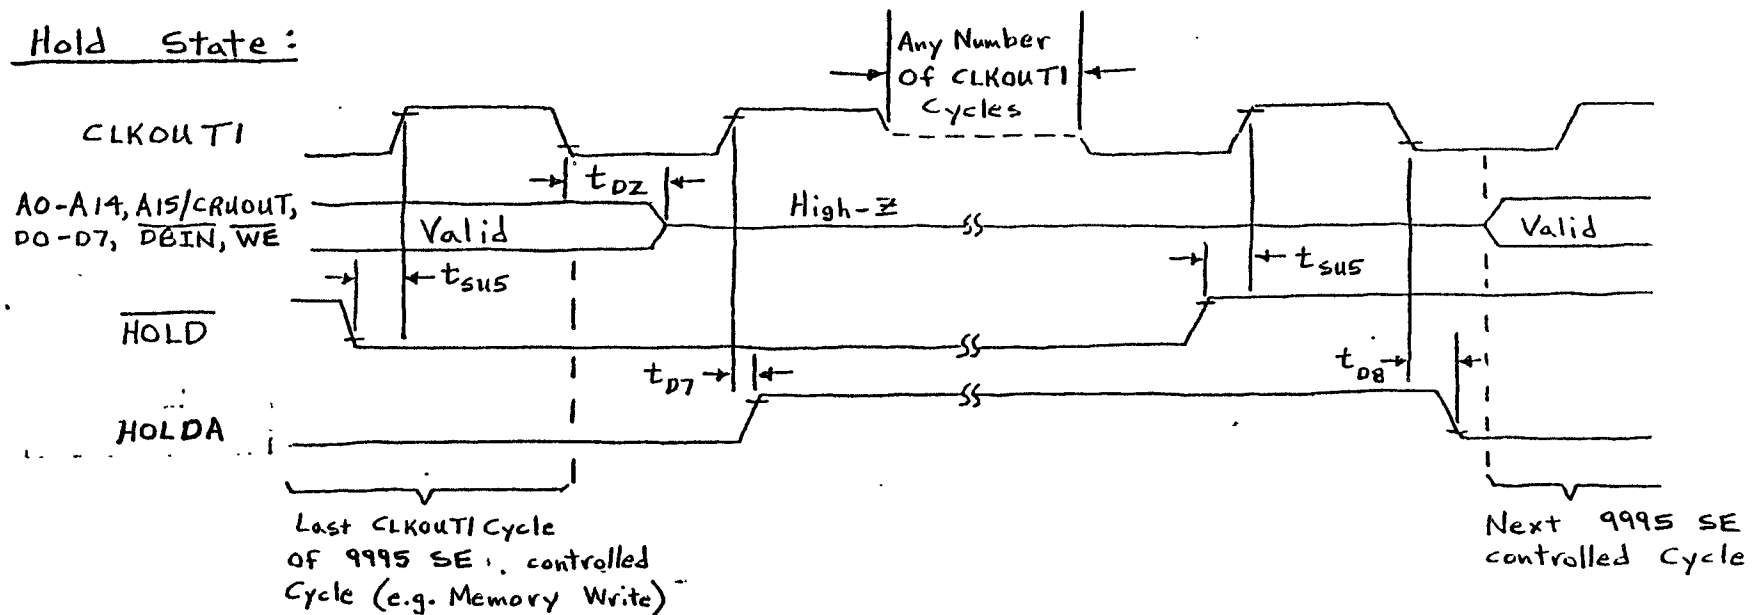 Hold State:
Any Number
Of CLKOUT1
Cycles
CLKOUT1
tDZ
A0-A14, A15/CRUOUT,
D0-D7, DBIN, WE
Valid
High-Z
Valid
tSU5
tSU5
HOLD
tD7
tD8
HOLDA
Last CLKOUT1 Cycle
of 9995 SE controlled
Cycle (e.g. Memory Write)
Next 9995 SE
controlled Cycle